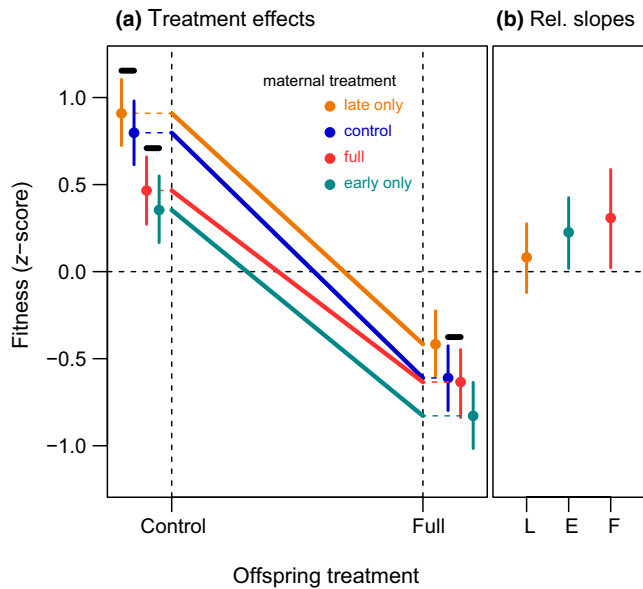 (a) Treatment effects
(b) Rel. slopes
maternal treatment
late only
control
full
early only
Fitness (z−score)
1.0
0.5
0.0
−0.5
−1.0
Control
Full
L E F
Offspring treatment